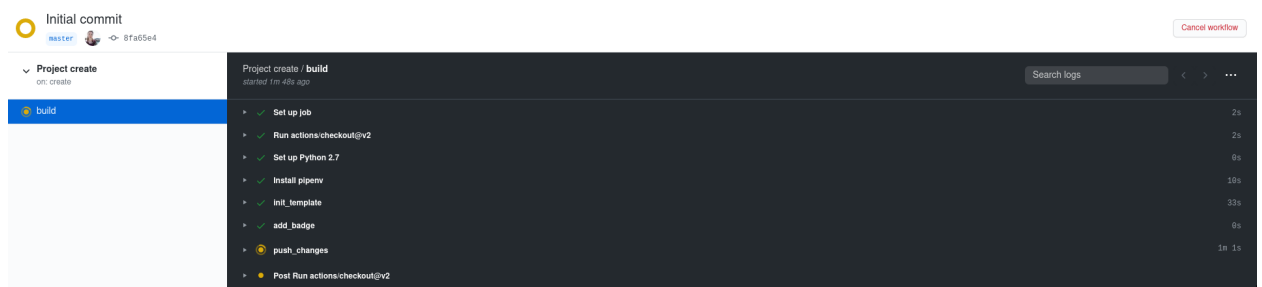 Initial commit
master 8fa65e4
Cancel workflow
Project create
on: create
build
Project create / build
started 1m 48s ago
Search logs
Set up job 2s
Run actions/checkout@v2 2s
Set up Python 2.7 0s
Install pipenv 10s
init_template 33s
add_badge 0s
push_changes 1m 1s
Post Run actions/checkout@v2